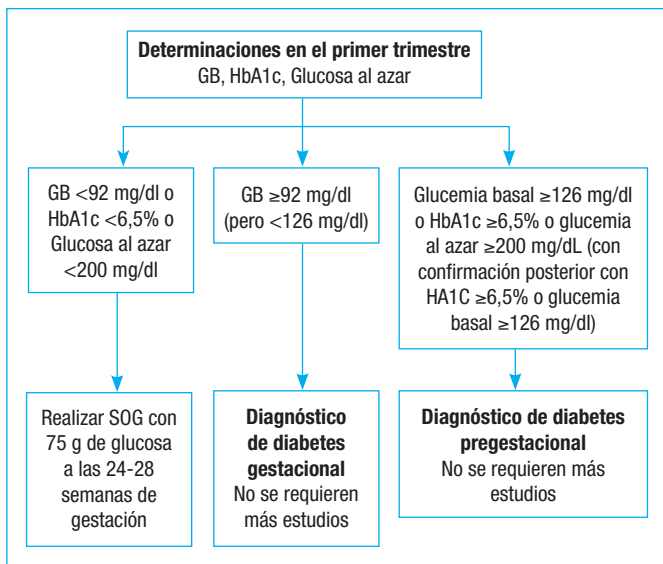 Determinaciones en el primer trimestre
GB, HbA1c, Glucosa al azar
GB <92 mg/dl o
HbA1c <6,5% o
Glucosa al azar
<200 mg/dl
GB ≥92 mg/dl
(pero <126 mg/dl)
Glucemia basal ≥126 mg/dl
o HbA1c ≥6,5% o glucemia
al azar ≥200 mg/dL (con
confirmación posterior con
HA1C ≥6,5% o glucemia
basal ≥126 mg/dl)
Realizar SOG con
75 g de glucosa
a las 24-28
semanas de
gestación
Diagnóstico
de diabetes
gestacional
No se requieren
más estudios
Diagnóstico de diabetes
pregestacional
No se requieren más
estudios